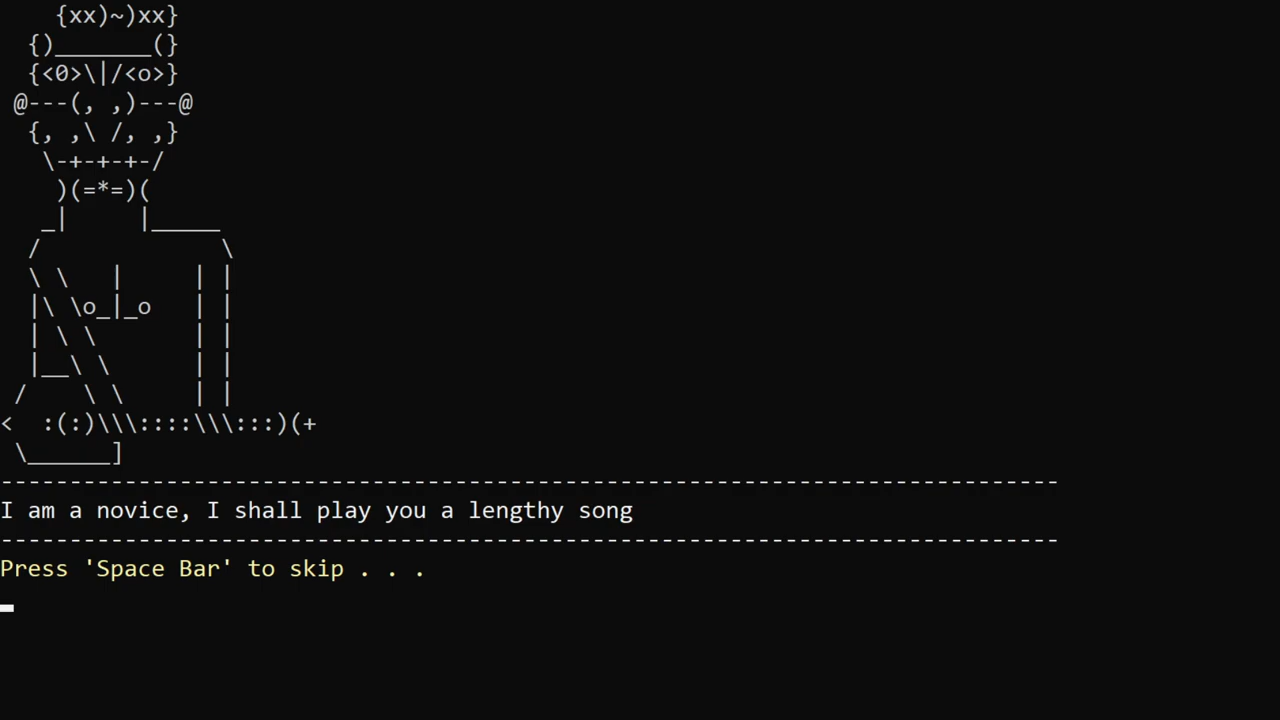 I am a novice, I shall play you a lengthy song
Press 'Space Bar' to skip . . .